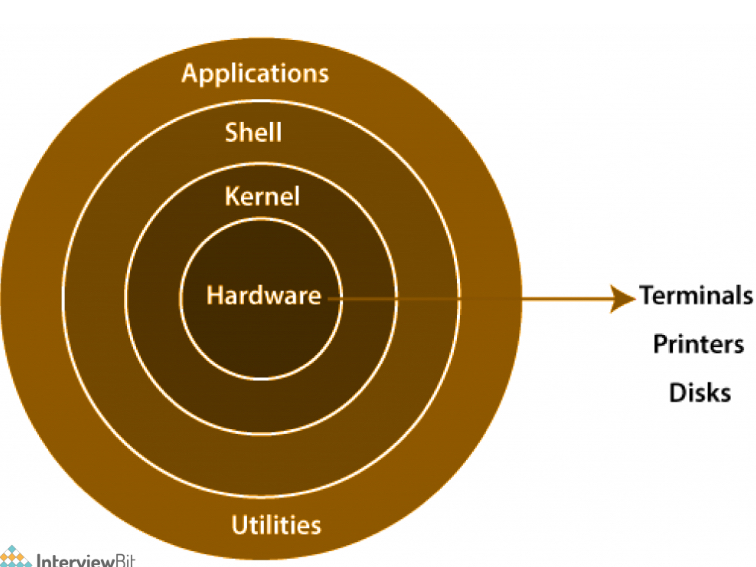 Applications
Shell
Kernel
Hardware
Terminals
Printers
Disks
Utilities
InterviewBit